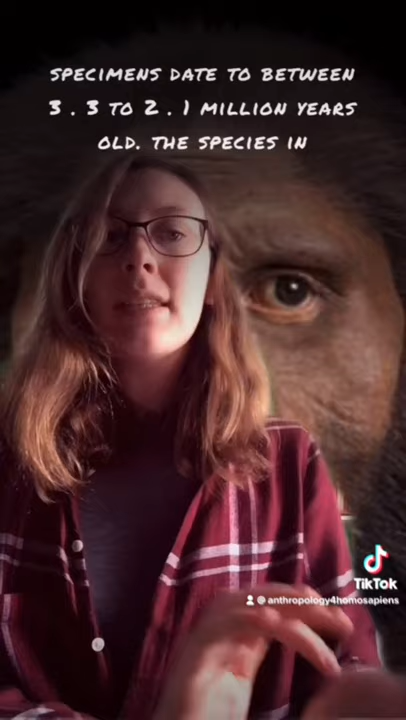 SPECIMENS DATE TO BETWEEN
3.3 TO 2.1 MILLION YEARS
OLD. THE SPECIES IN
TikTok
@anthropology4homosapiens